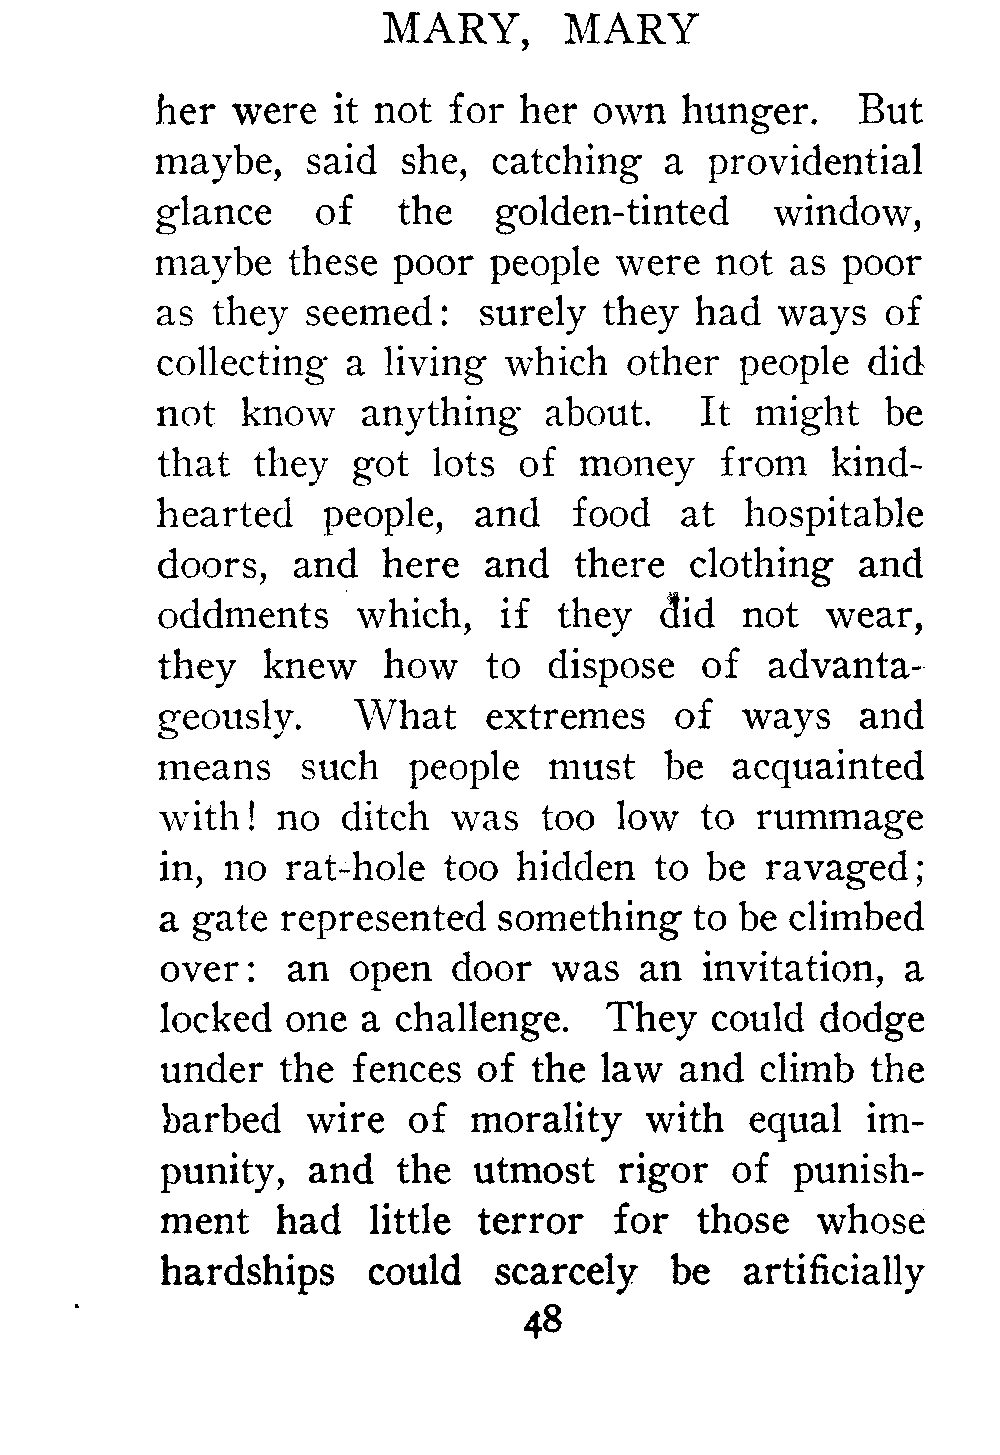 MARY, MARY
her were it not for her own hunger. But
maybe, said she, catching a providential
glance of the golden-tinted window,
maybe these poor people were not as poor
as they seemed: surely they had ways of
collecting a living which other people did
not know anything about. It might be
that they got lots of money from kind-
hearted people, and food at hospitable
doors, and here and there clothing and
oddments which, if they did not wear,
they knew how to dispose of advanta-
geously. What extremes of ways and
means such people must be acquainted
with! no ditch was too low to rummage
in, no rat-hole too hidden to be ravaged;
a gate represented something to be climbed
over: an open door was an invitation, a
locked one a challenge. They could dodge
under the fences of the law and climb the
barbed wire of morality with equal im-
punity, and the utmost rigor of punish-
ment had little terror for those whose
hardships could scarcely be artificially
48